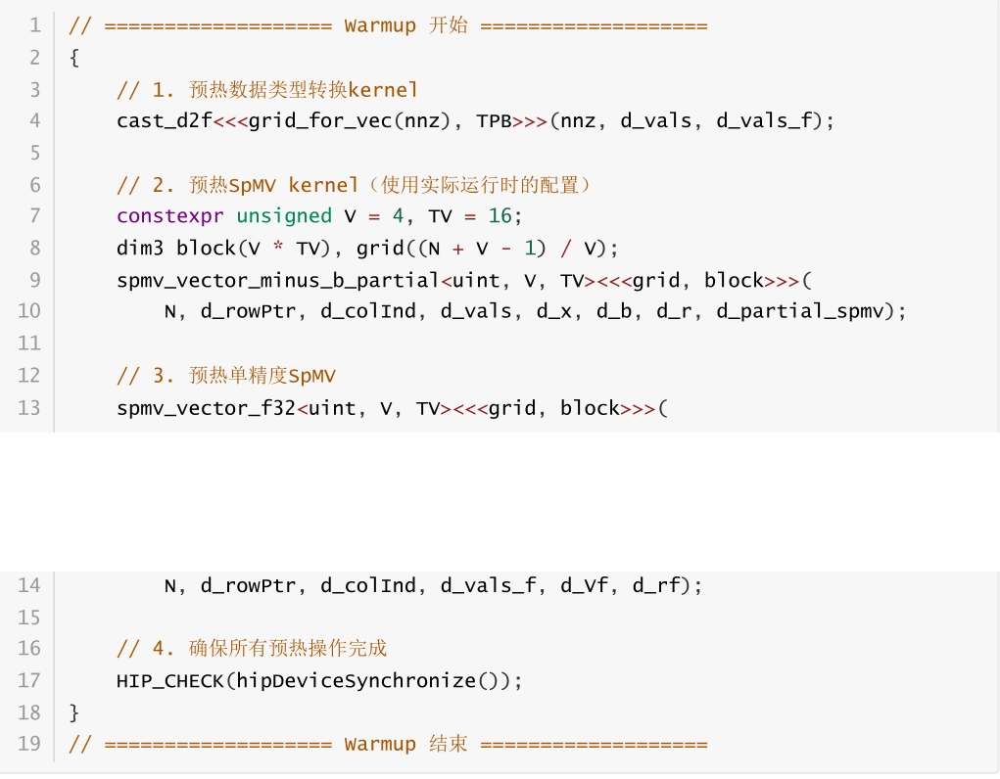 1 // =================== Warmup 开始 ===================
2 {
3     // 1. 预热数据类型转换kernel
4     cast_d2f<<<grid_for_vec(nnz), TPB>>>(nnz, d_vals, d_vals_f);
5
6     // 2. 预热SpMV kernel（使用实际运行时的配置）
7     constexpr unsigned V = 4, TV = 16;
8     dim3 block(V * TV), grid((N + V - 1) / V);
9     spmv_vector_minus_b_partial<uint, V, TV><<<grid, block>>>(
10         N, d_rowPtr, d_colInd, d_vals, d_x, d_b, d_r, d_partial_spmv);
11
12     // 3. 预热单精度SpMV
13     spmv_vector_f32<uint, V, TV><<<grid, block>>>(
14         N, d_rowPtr, d_colInd, d_vals_f, d_Vf, d_rf);
15
16     // 4. 确保所有预热操作完成
17     HIP_CHECK(hipDeviceSynchronize());
18 }
19 // =================== Warmup 结束 ===================